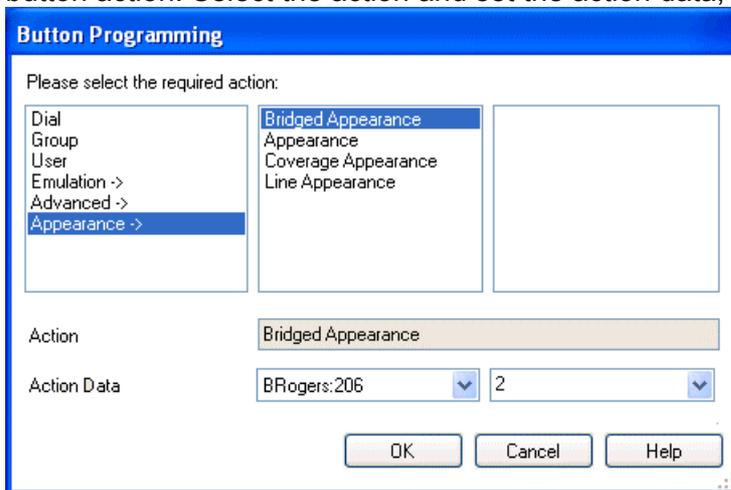 button action. Select the action and set the action data,
Button Programming
Please select the required action:
Dial
Group
User
Emulation ->
Advanced ->
Appearance ->
Bridged Appearance
Appearance
Coverage Appearance
Line Appearance
Action
Bridged Appearance
Action Data
BRogers:206
2
OK
Cancel
Help